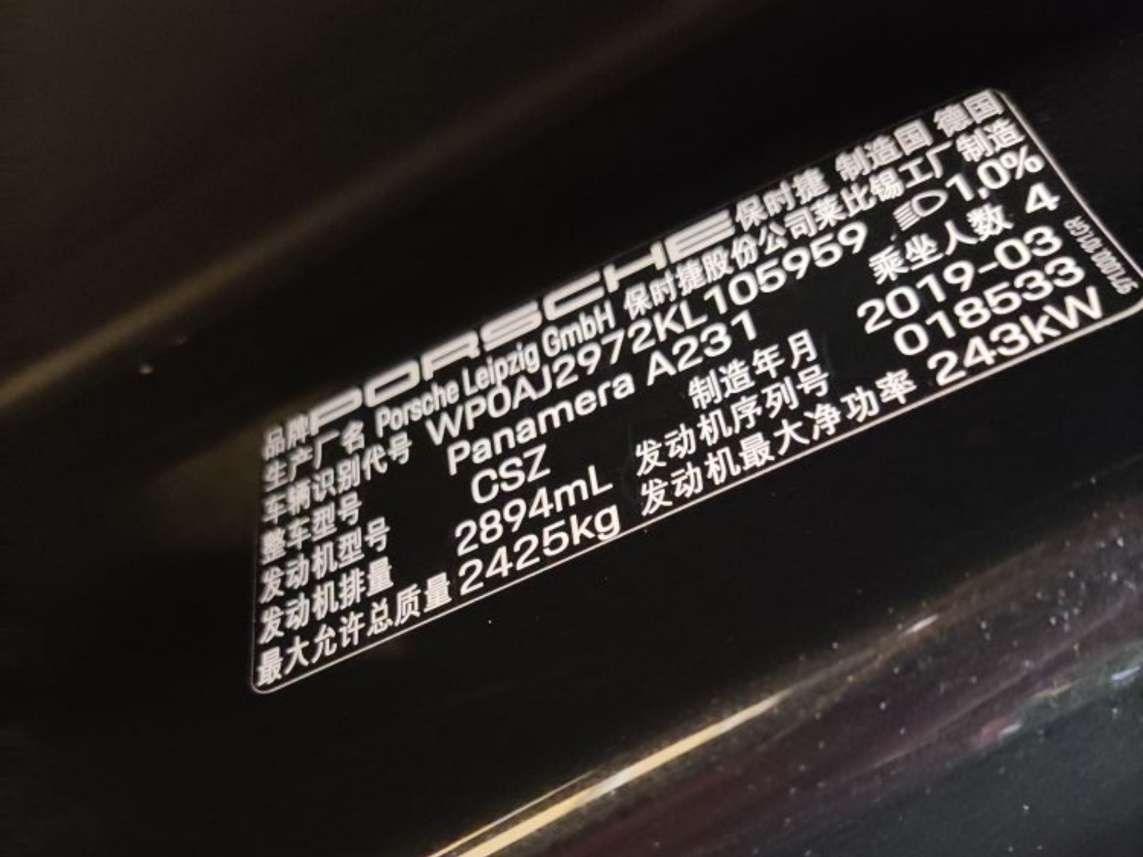 品牌 PORSCHE 保时捷 制造国 德国
生产厂名 Porsche Leipzig GmbH 保时捷股份公司莱比锡工厂制造
车辆识别代号 WP0AJ2972KL105959 1,0%
整车型号 Panamera A231 乘坐人数 4
发动机型号 CSZ 制造年月 2019-03
发动机排量 2894mL 发动机序列号 018533
最大允许总质量 2425kg 发动机最大净功率 243kW